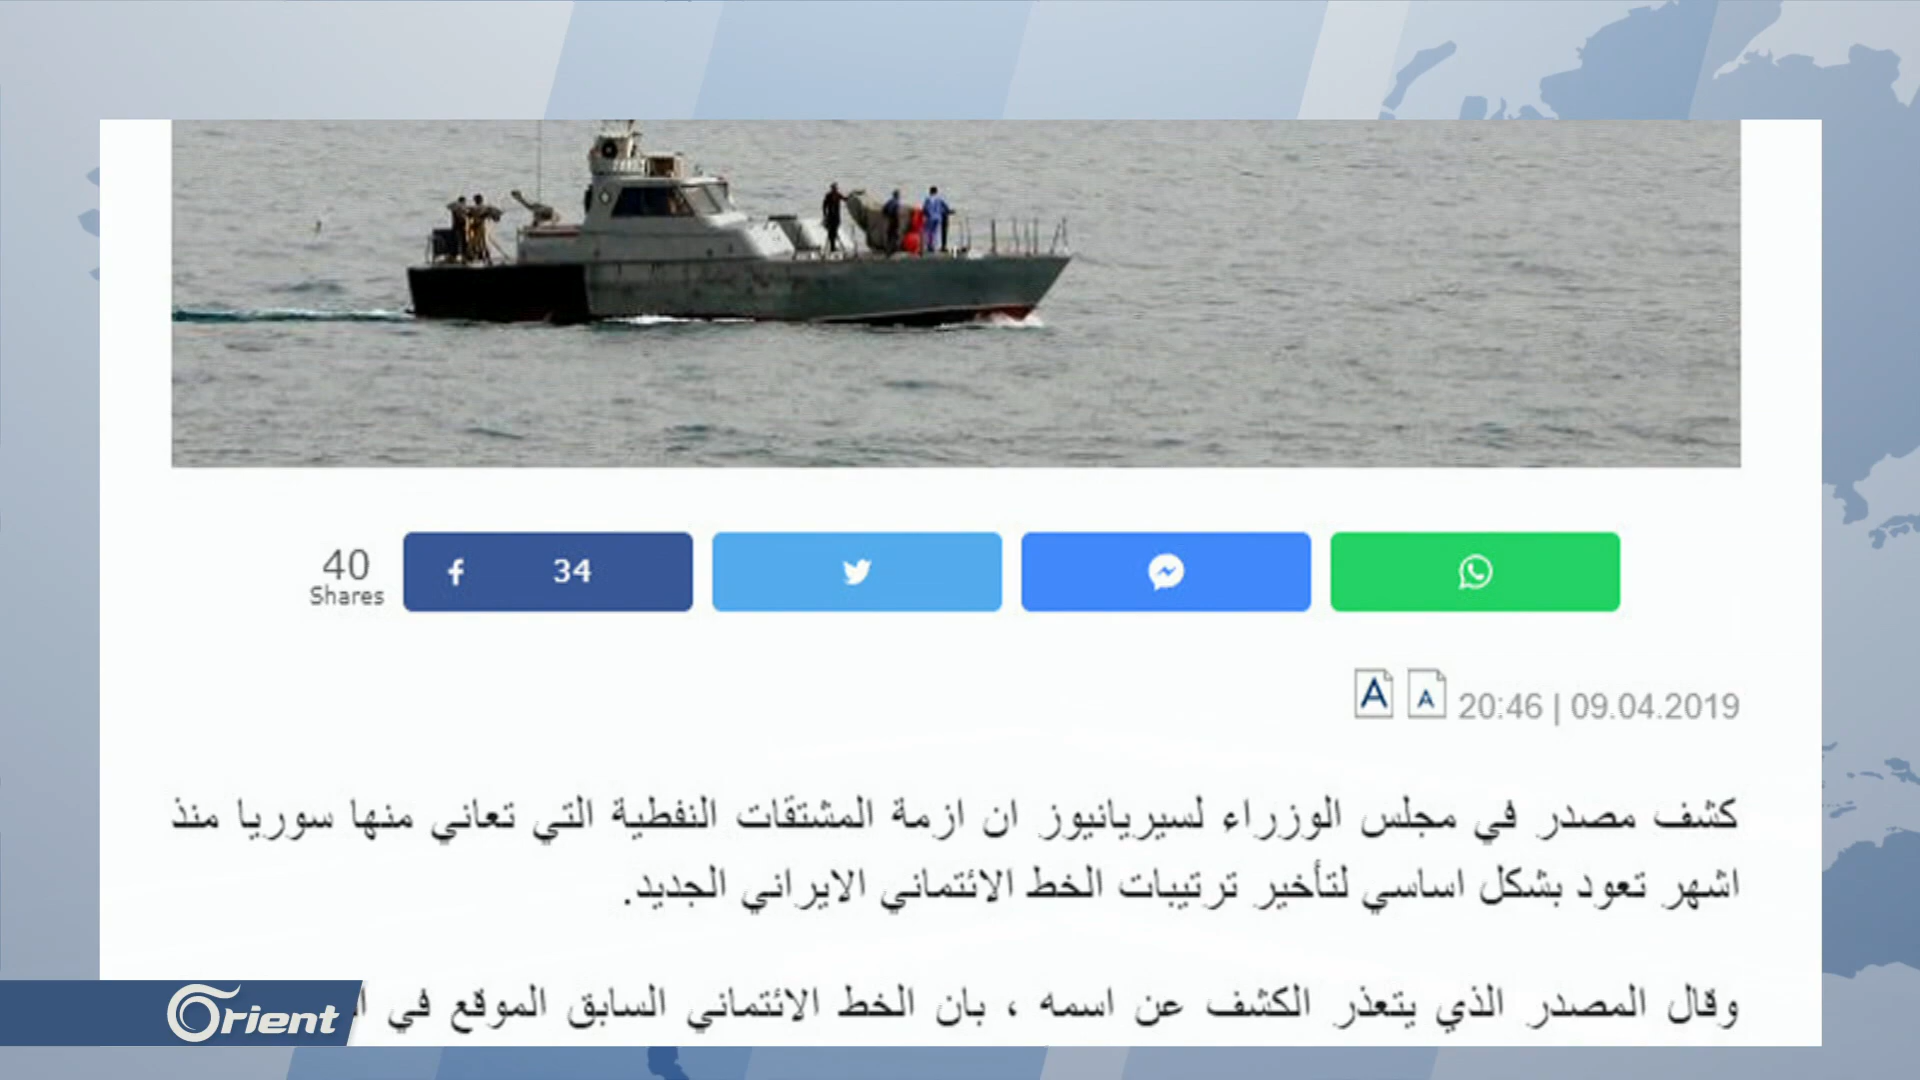 40
Shares
34
20:46 | 09.04.2019
كشف مصدر في مجلس الوزراء لسيريانيوز ان ازمة المشتقات النفطية التي تعاني منها سوريا منذ
اشهر تعود بشكل اساسي لتأخير ترتيبات الخط الائتماني الايراني الجديد.
وقال المصدر الذي يتعذر الكشف عن اسمه ، بان الخط الائتماني السابق الموقع في
Orient